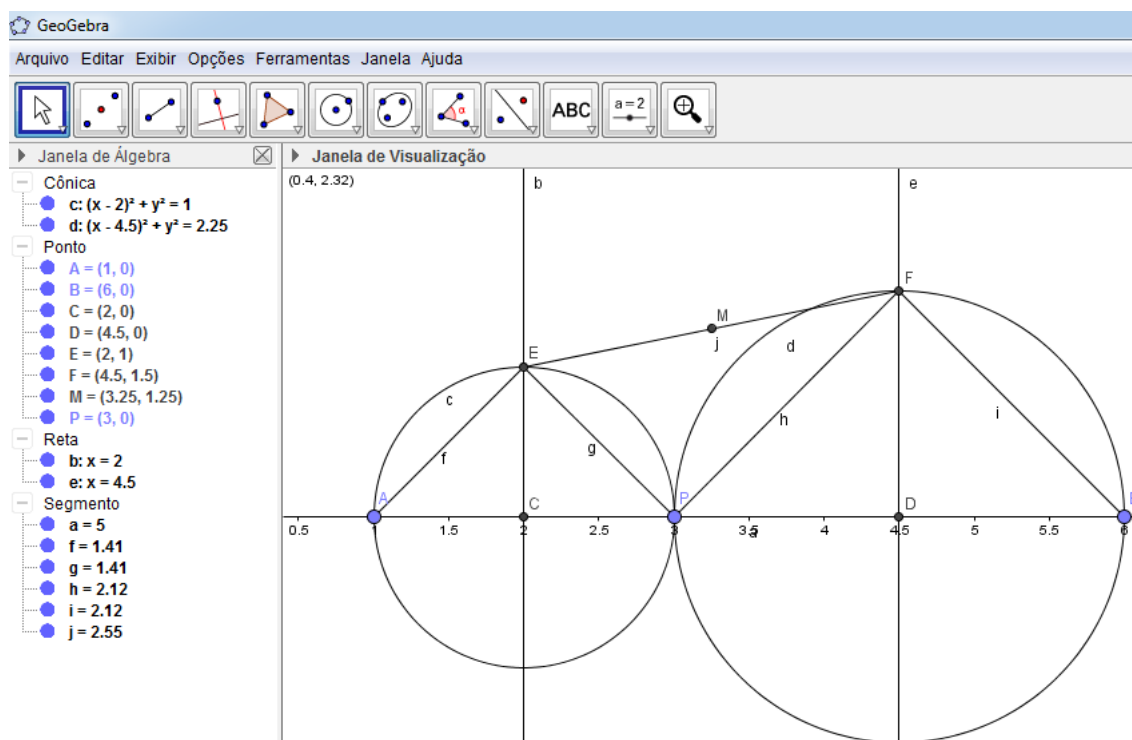 GeoGebra
Arquivo Editar Exibir Opções Ferramentas Janela Ajuda
α ABC a=2
Janela de Álgebra
Cônica
c: (x - 2)² + y² = 1
d: (x - 4.5)² + y² = 2.25
Ponto
A = (1, 0)
B = (6, 0)
C = (2, 0)
D = (4.5, 0)
E = (2, 1)
F = (4.5, 1.5)
M = (3.25, 1.25)
P = (3, 0)
Reta
b: x = 2
e: x = 4.5
Segmento
a = 5
f = 1.41
g = 1.41
h = 2.12
i = 2.12
j = 2.55
Janela de Visualização
(0.4, 2.32)
b e
F
M
j d
E
c
h i
g
f
A C P D
0.5 1 1.5 2 2.5 3 3.5 4 4.5 5 5.5 6
a